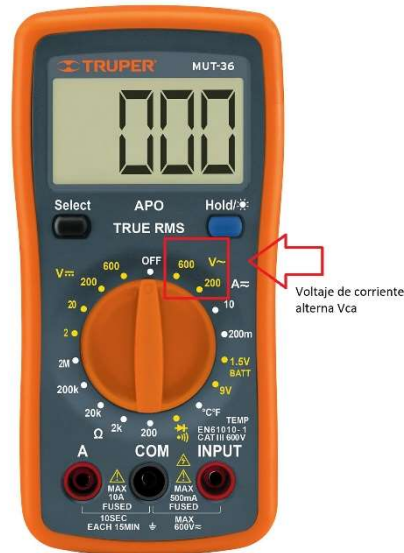 TRUPER MUT-36
000
Select APO Hold/
TRUE RMS
OFF
V⎓ 600 600 V~
200 200 A≂
20 10
2 200m
2M 1.5V
BATT
200k 9V
20k °C°F
TEMP
Ω 2k 200
EN61010-1
CAT III 600V
A COM INPUT
MAX
10A
FUSED
MAX
500mA
FUSED
10SEC
EACH 15MIN
MAX
600V≂
Voltaje de corriente
alterna Vca